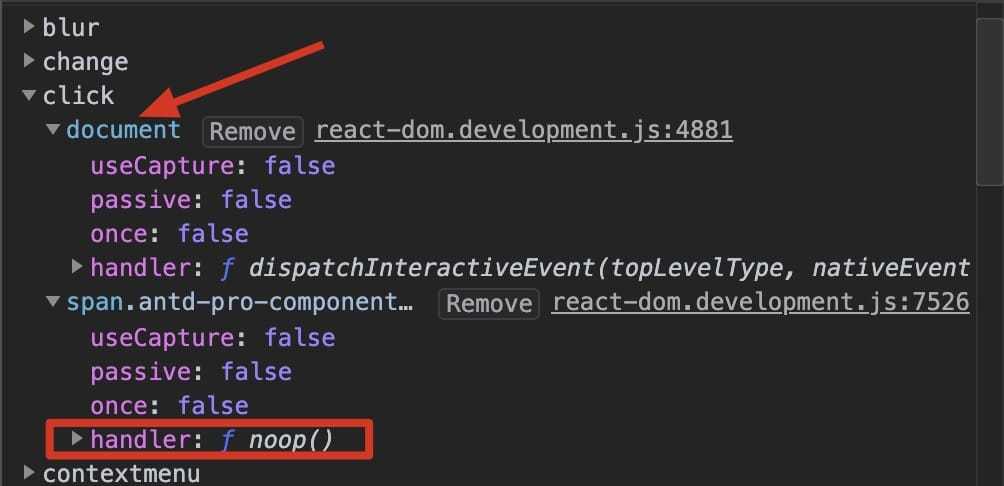 blur
change
click
document Remove react-dom.development.js:4881
useCapture: false
passive: false
once: false
handler: ƒ dispatchInteractiveEvent(topLevelType, nativeEvent
span.antd-pro-component… Remove react-dom.development.js:7526
useCapture: false
passive: false
once: false
handler: ƒ noop()
contextmenu